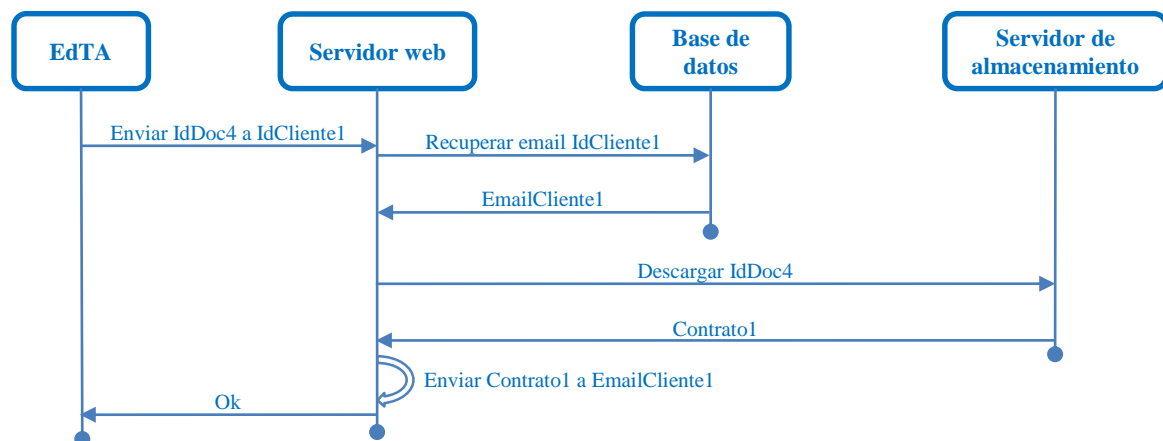 EdTA
Servidor web
Base de
datos
Servidor de
almacenamiento
Enviar IdDoc4 a IdCliente1
Recuperar email IdCliente1
EmailCliente1
Descargar IdDoc4
Contrato1
Enviar Contrato1 a EmailCliente1
Ok